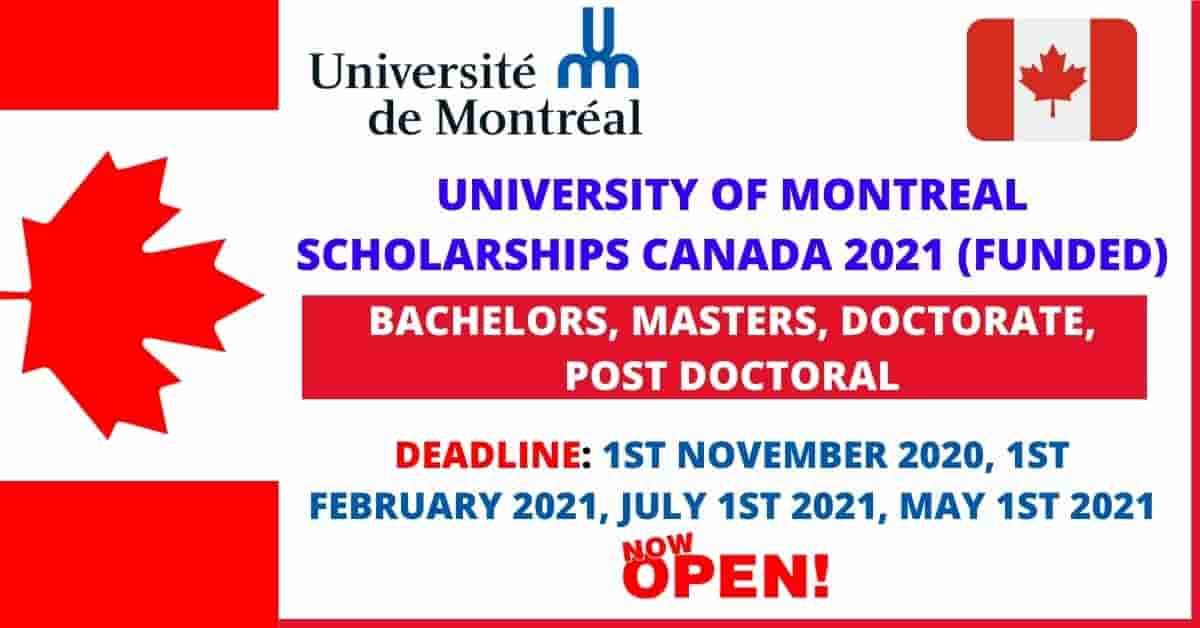 Université
de Montréal
UNIVERSITY OF MONTREAL
SCHOLARSHIPS CANADA 2021 (FUNDED)
BACHELORS, MASTERS, DOCTORATE,
POST DOCTORAL
DEADLINE: 1ST NOVEMBER 2020, 1ST
FEBRUARY 2021, JULY 1ST 2021, MAY 1ST 2021
NOW
OPEN!